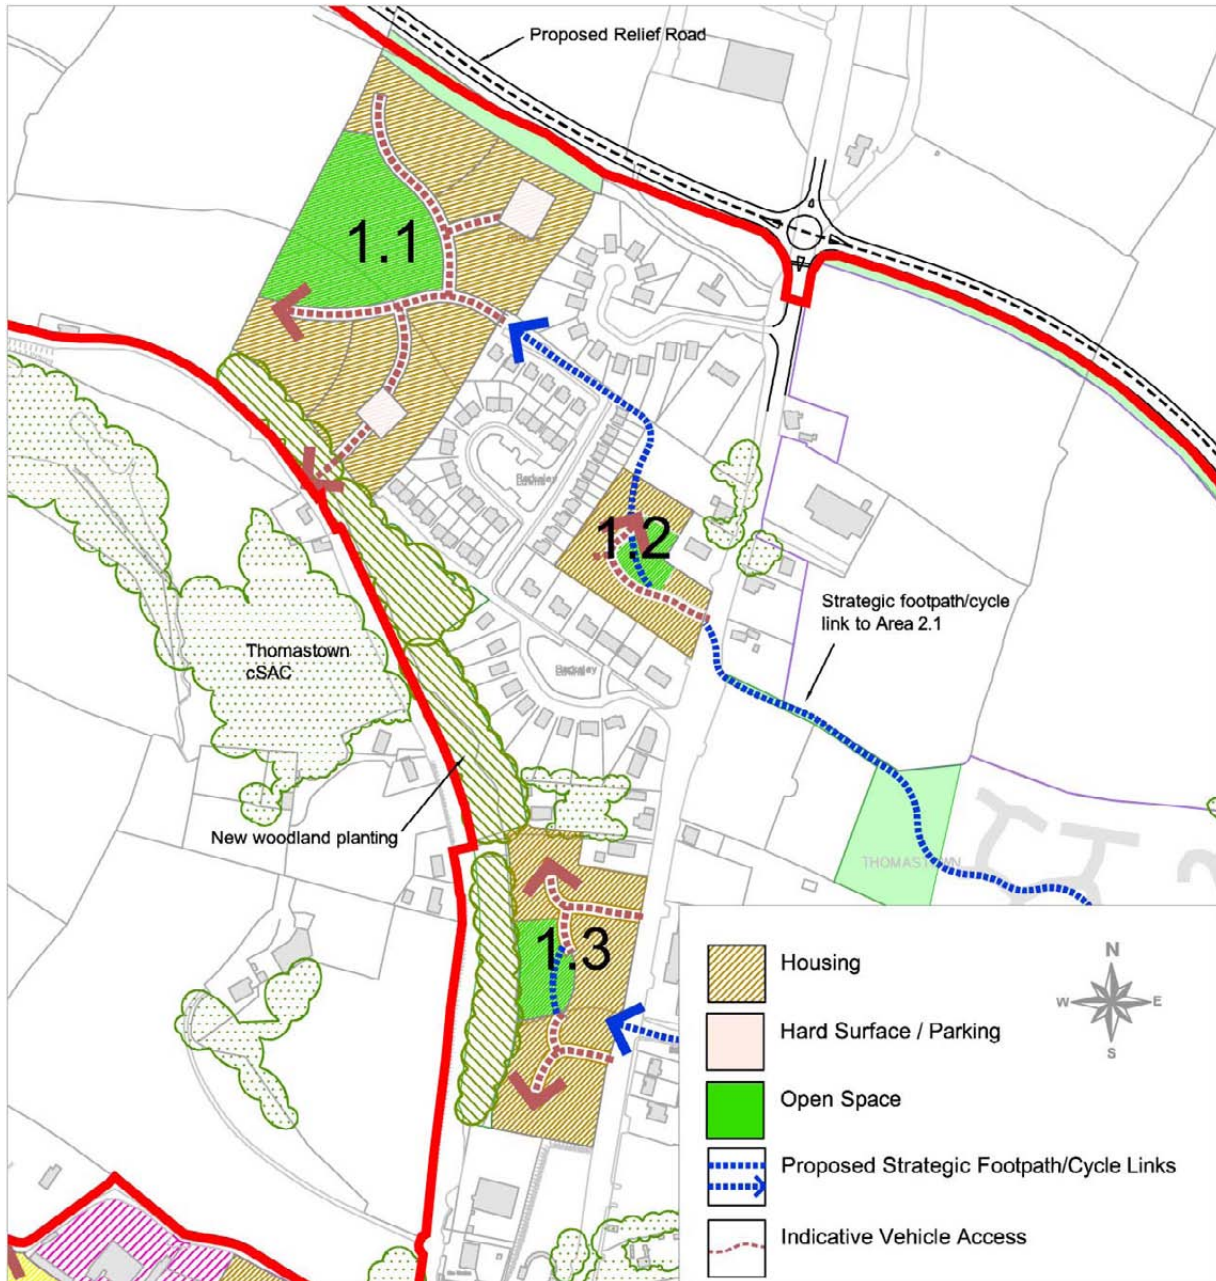 Proposed Relief Road
1.1
1.2
Strategic footpath/cycle
link to Area 2.1
Thomastown
cSAC
New woodland planting
THOMASTOWN
1.3
Housing
Hard Surface / Parking
Open Space
Proposed Strategic Footpath/Cycle Links
Indicative Vehicle Access
N
W
E
S